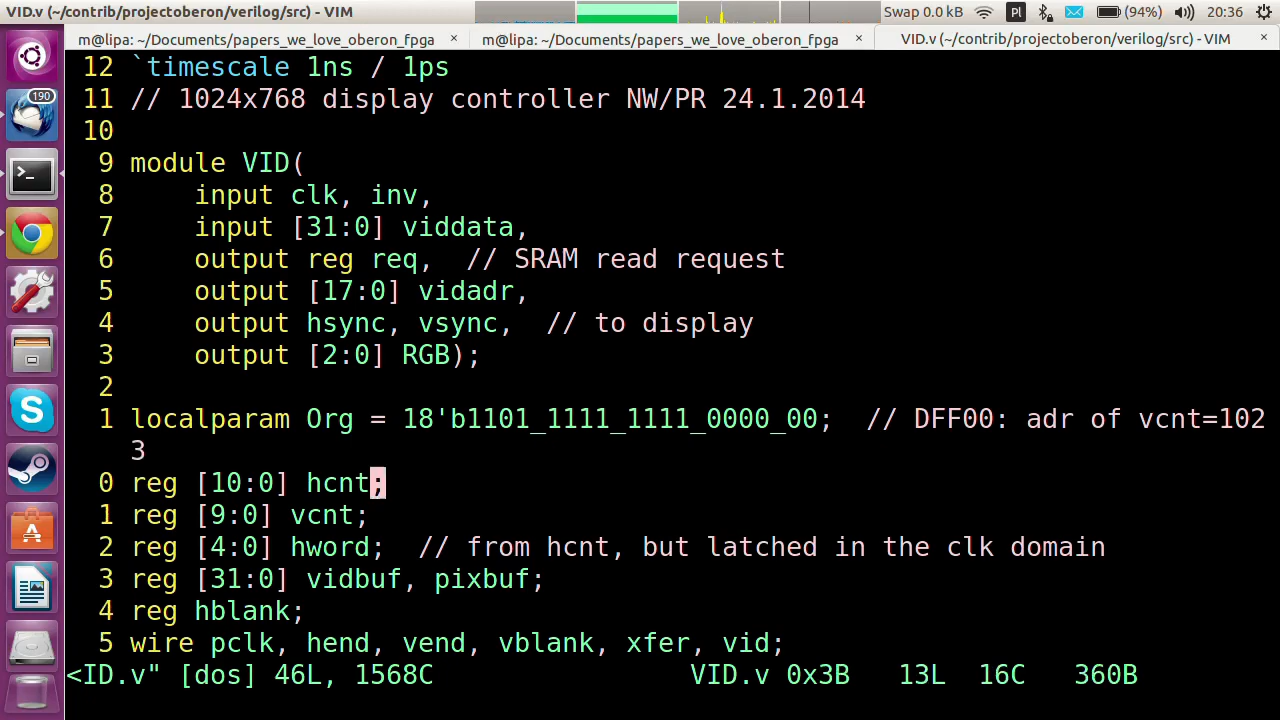 VID.v (~/contrib/projectoberon/verilog/src) - VIM
Swap 0.0 kB Pl (94%) 20:36
m@lipa: ~/Documents/papers_we_love_oberon_fpga × m@lipa: ~/Documents/papers_we_love_oberon_fpga × VID.v (~/contrib/projectoberon/verilog/src) - VIM ×
190
12 `timescale 1ns / 1ps
11 // 1024x768 display controller NW/PR 24.1.2014
10
9 module VID(
8     input clk, inv,
7     input [31:0] viddata,
6     output reg req,  // SRAM read request
5     output [17:0] vidadr,
4     output hsync, vsync,  // to display
3     output [2:0] RGB);
2
1 localparam Org = 18'b1101_1111_1111_0000_00;  // DFF00: adr of vcnt=102
3
0 reg [10:0] hcnt;
1 reg [9:0] vcnt;
2 reg [4:0] hword;  // from hcnt, but latched in the clk domain
3 reg [31:0] vidbuf, pixbuf;
4 reg hblank;
5 wire pclk, hend, vend, vblank, xfer, vid;
<ID.v" [dos] 46L, 1568C VID.v 0x3B 13L 16C 360B